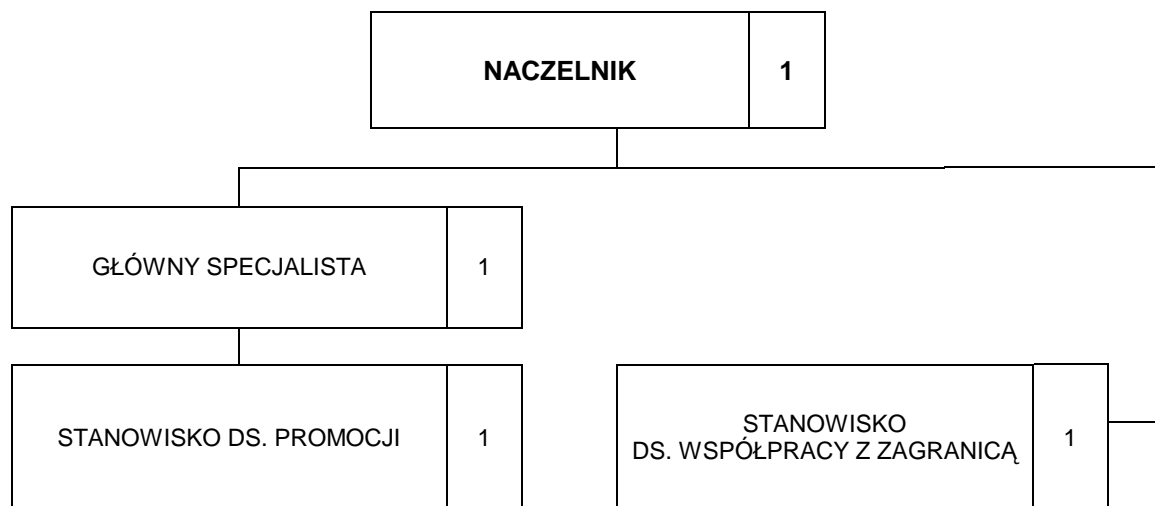 NACZELNIK 1
GŁÓWNY SPECJALISTA 1
STANOWISKO DS. PROMOCJI 1
STANOWISKO
DS. WSPÓŁPRACY Z ZAGRANICĄ 1